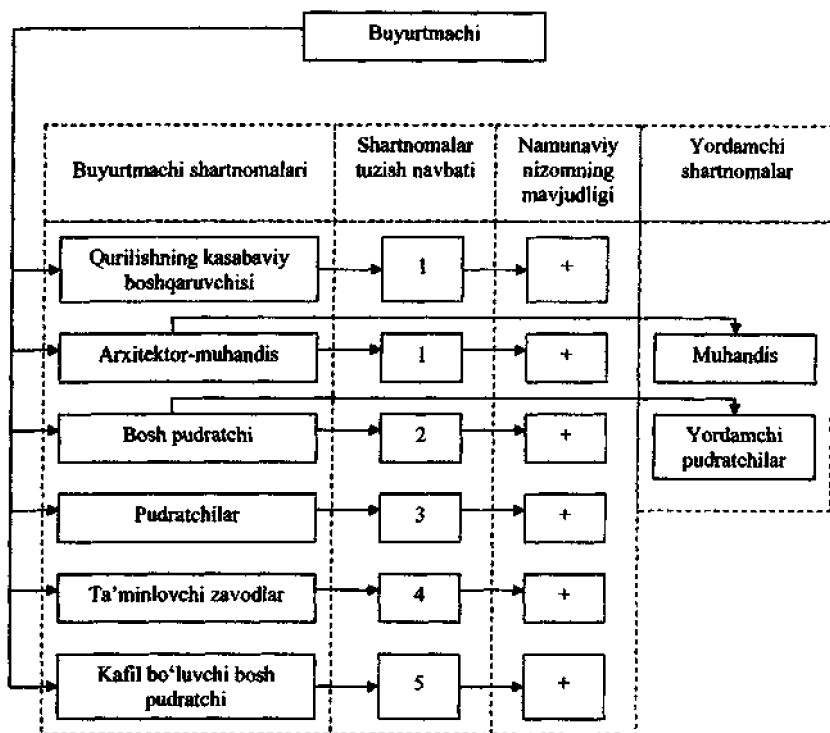 Buyurtmachi
Buyurtmachi shartnomalari
Shartnomalar
tuzish navbati
Namunaviy
nizomning
mavjudligi
Yordamchi
shartnomalar
Qurilishning kasabaviy
boshqaruvchisi
1
+
Arxitektor-muhandis
1
+
Muhandis
Bosh pudratchi
2
+
Yordamchi
pudratchilar
Pudratchilar
3
+
Ta’minlovchi zavodlar
4
+
Kafil bo‘luvchi bosh
pudratchi
5
+